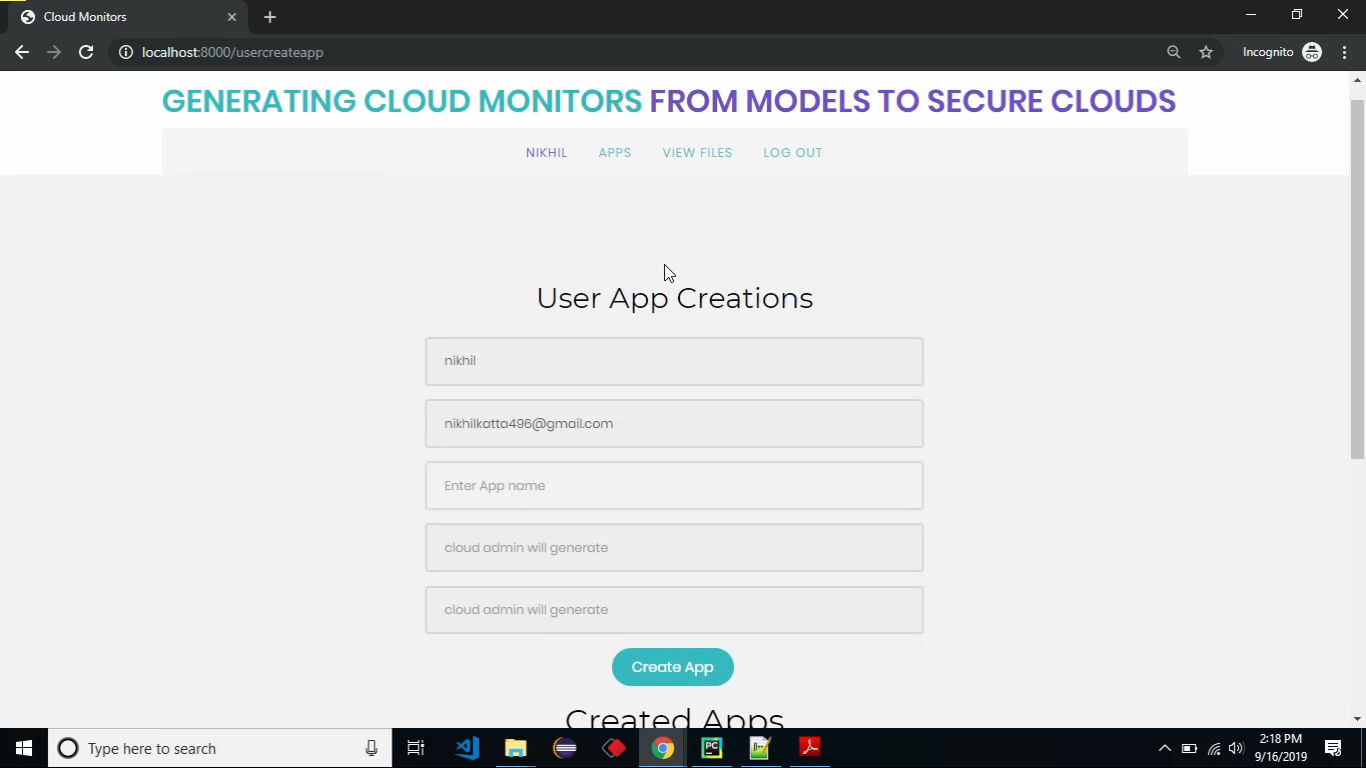 Cloud Monitors
localhost:8000/usercreateapp
Incognito
GENERATING CLOUD MONITORS FROM MODELS TO SECURE CLOUDS
NIKHIL APPS VIEW FILES LOG OUT
User App Creations
nikhil
nikhilkatta496@gmail.com
Enter App name
cloud admin will generate
cloud admin will generate
Create App
Created Apps
Type here to search
PC
2:18 PM
9/16/2019